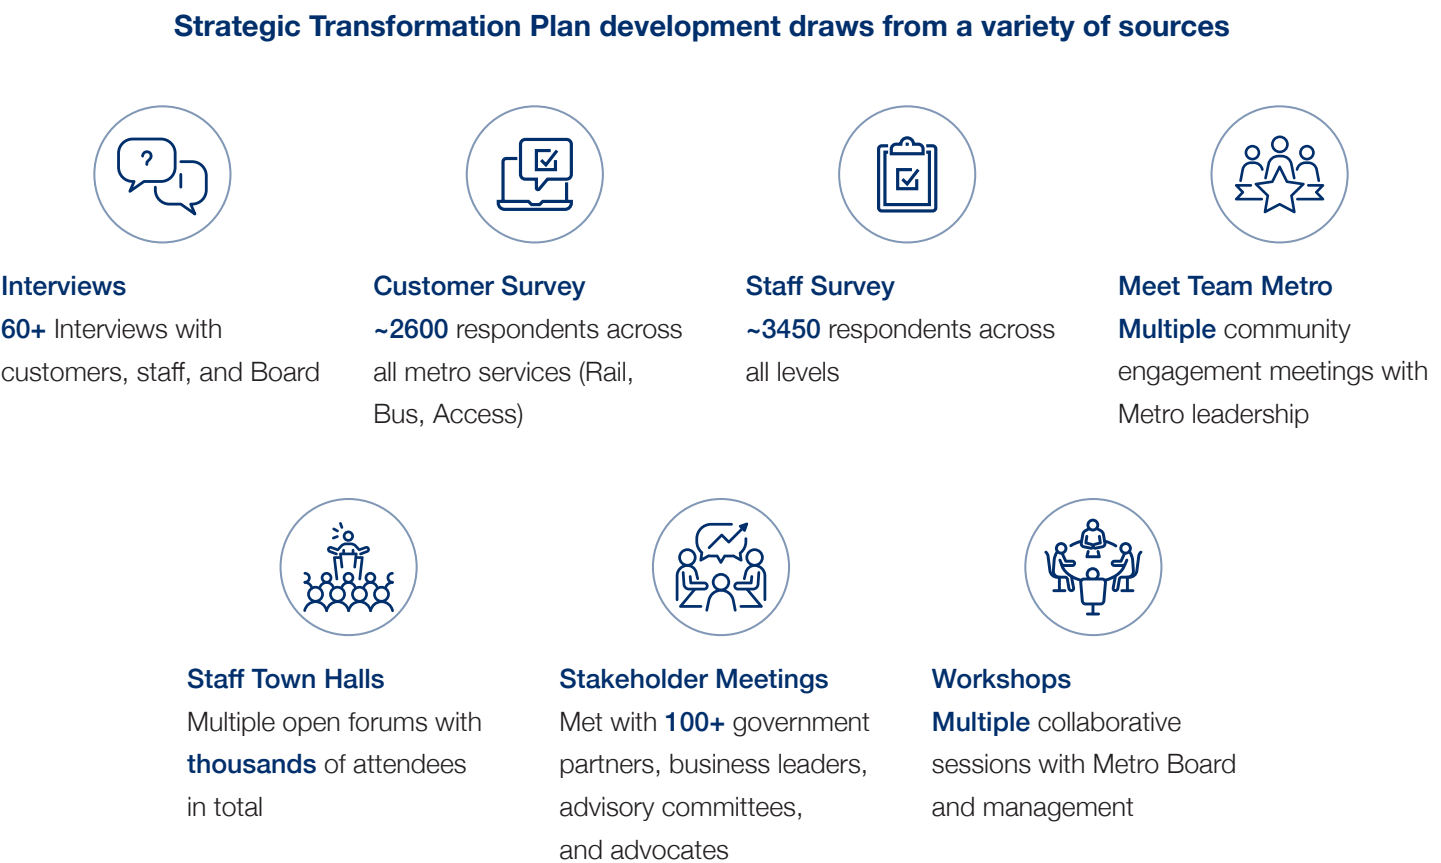 Strategic Transformation Plan development draws from a variety of sources
?
Interviews
60+ Interviews with
customers, staff, and Board
Customer Survey
~2600 respondents across
all metro services (Rail,
Bus, Access)
Staff Survey
~3450 respondents across
all levels
Meet Team Metro
Multiple community
engagement meetings with
Metro leadership
Staff Town Halls
Multiple open forums with
thousands of attendees
in total
Stakeholder Meetings
Met with 100+ government
partners, business leaders,
advisory committees,
and advocates
Workshops
Multiple collaborative
sessions with Metro Board
and management